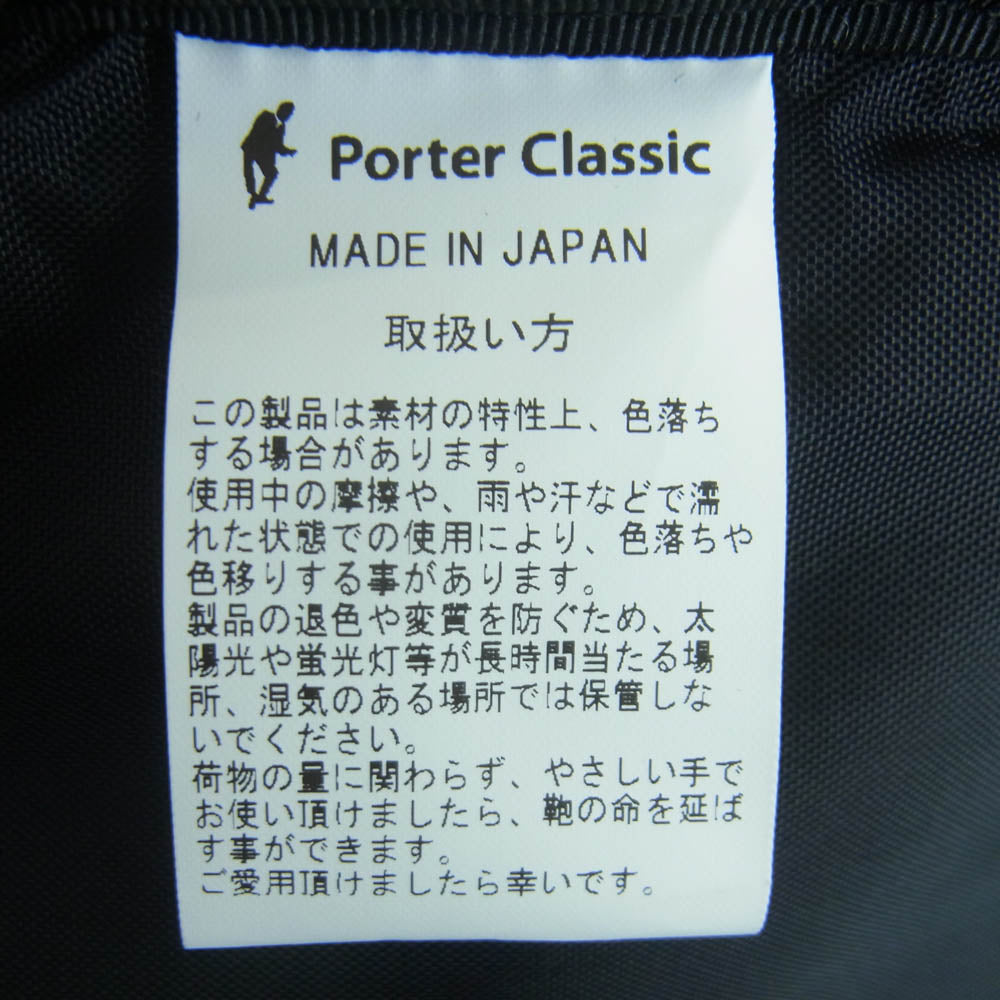 Porter Classic
MADE IN JAPAN
取扱い方
この製品は素材の特性上、色落ち
する場合があります。
使用中の摩擦や、雨や汗などで濡
れた状態での使用により、色落ちや
色移りする事があります。
製品の退色や変質を防ぐため、太
陽光や蛍光灯等が長時間当たる場
所、湿気のある場所では保管しな
いでください。
荷物の量に関わらず、やさしい手で
お使い頂けましたら、鞄の命を延ば
す事ができます。
ご愛用頂けましたら幸いです。